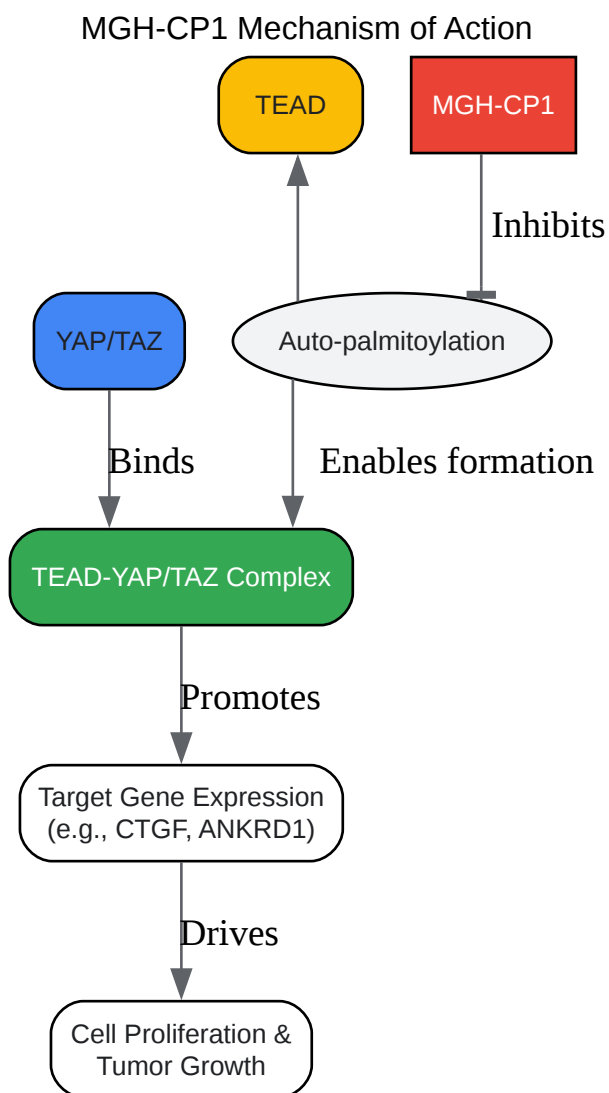 MGH-CP1 Mechanism of Action
TEAD
MGH-CP1
Inhibits
YAP/TAZ
Auto-palmitoylation
Binds
Enables formation
TEAD-YAP/TAZ Complex
Promotes
Target Gene Expression
(e.g., CTGF, ANKRD1)
Drives
Cell Proliferation &
Tumor Growth